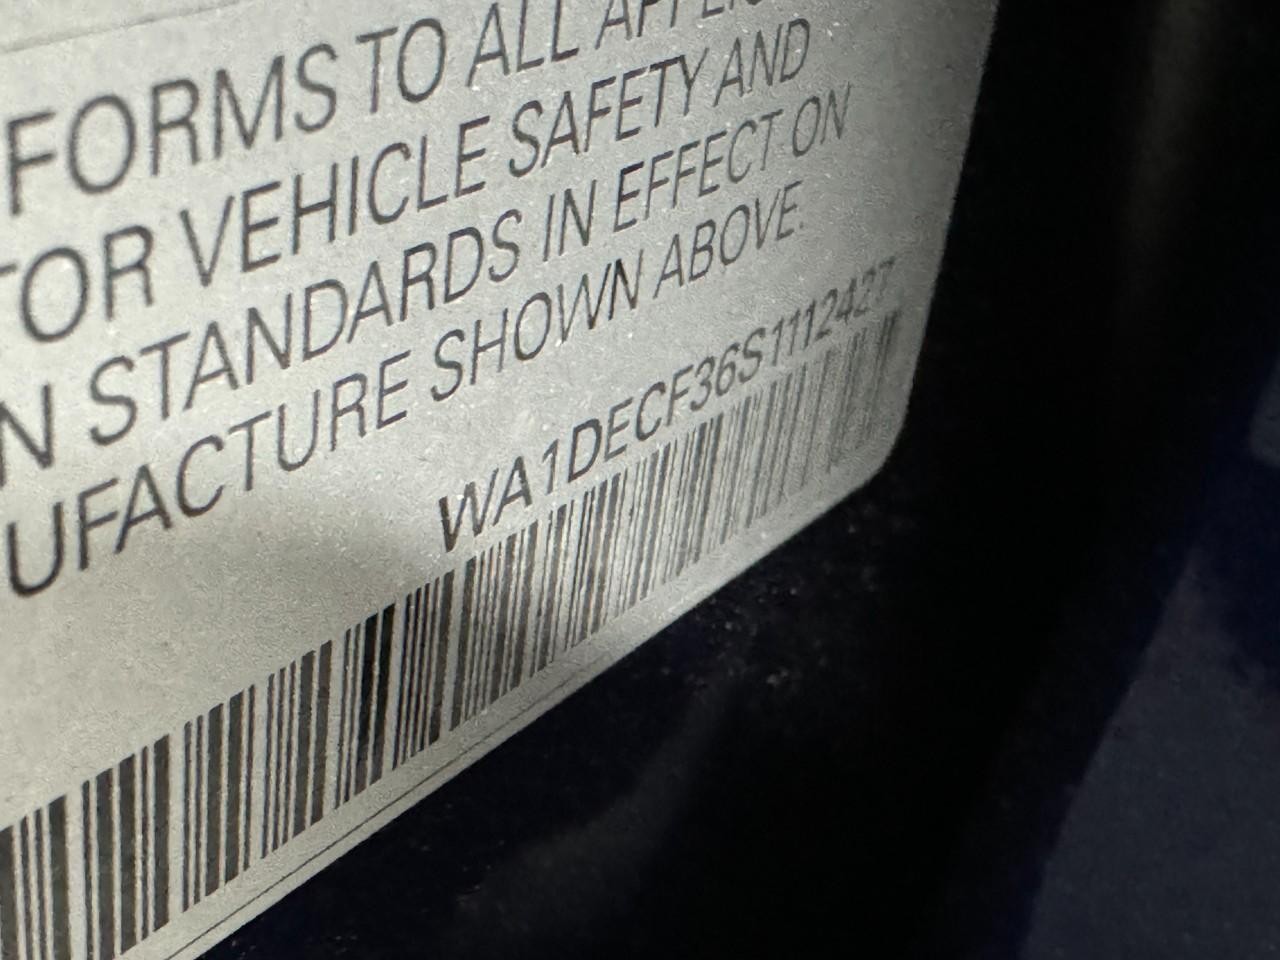 FORMS TO ALL
FOR VEHICLE SAFETY AND
N STANDARDS IN EFFECT ON
UFACTURE SHOWN ABOVE.
WA1DECF36S1112427